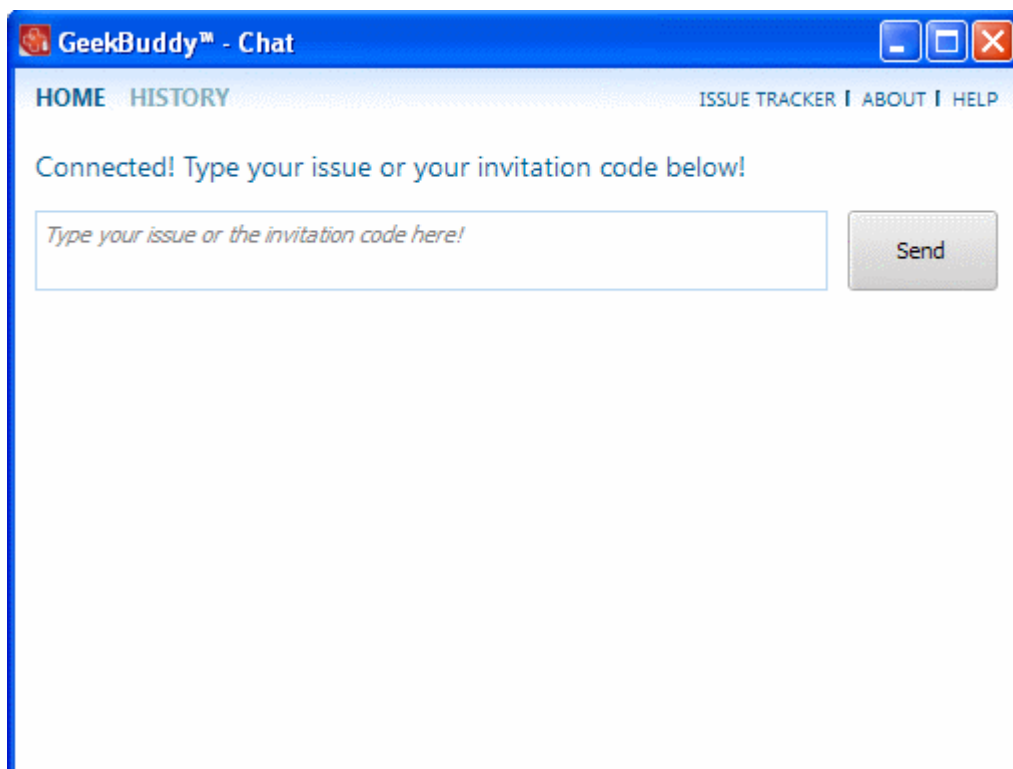 GeekBuddy™ - Chat
HOME HISTORY ISSUE TRACKER | ABOUT | HELP
Connected! Type your issue or your invitation code below!
Type your issue or the invitation code here! Send